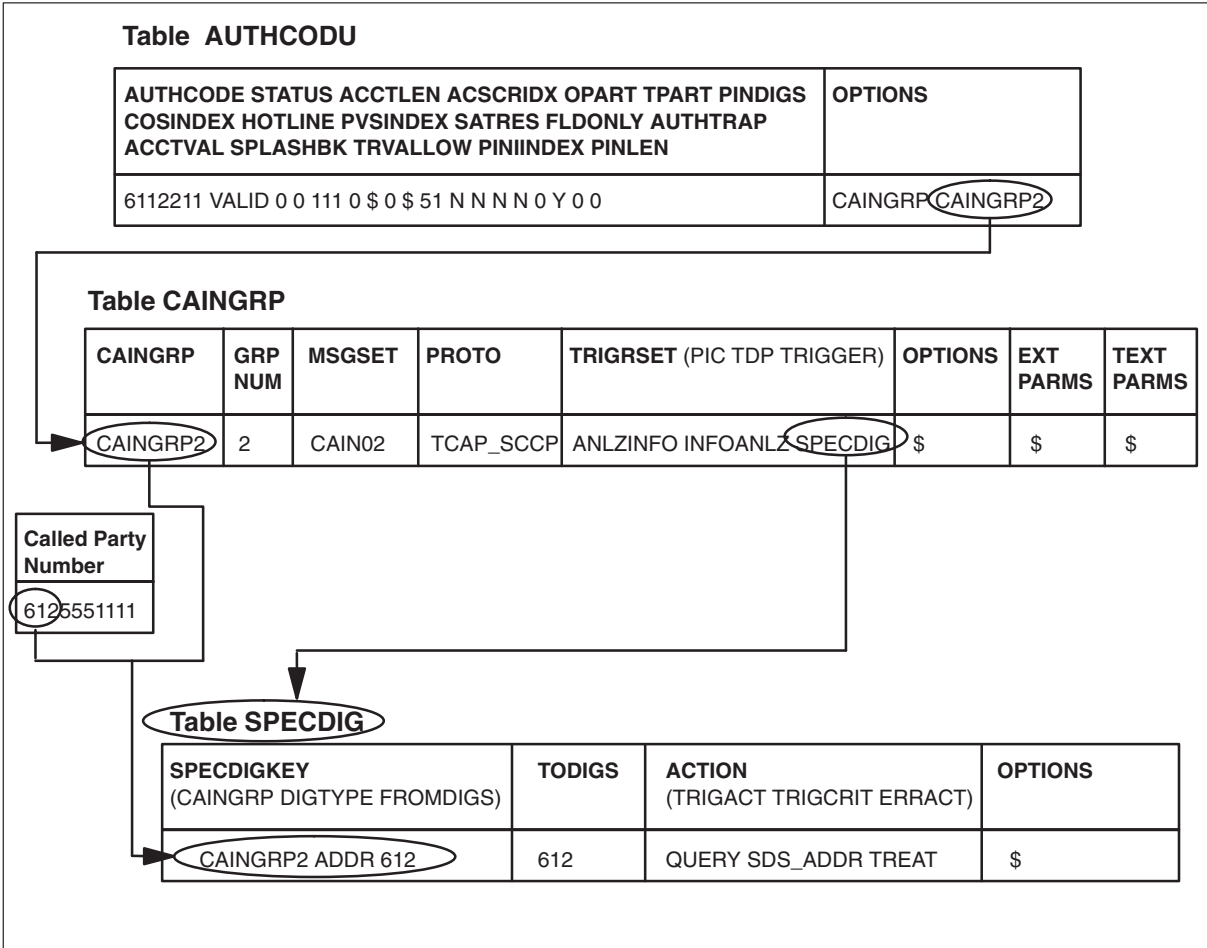 Table AUTHCODU
AUTHCODE STATUS ACCTLEN ACSCRIDX OPART TPART PINDIGS
COSINDEX HOTLINE PVSINDEX SATRES FLDONLY AUTHTRAP
ACCTVAL SPLASHBK TRVALLOW PINIINDEX PINLEN
OPTIONS
6112211 VALID 0 0 111 0 $ 0 $ 51 N N N N 0 Y 0 0
CAINGRP CAINGRP2
Table CAINGRP
CAINGRP
GRP
NUM
MSGSET
PROTO
TRIGRSET (PIC TDP TRIGGER)
OPTIONS
EXT
PARMS
TEXT
PARMS
CAINGRP2
2
CAIN02
TCAP_SCCP
ANLZINFO INFOANLZ SPECDIG
$
$
$
Called Party
Number
6125551111
Table SPECDIG
SPECDIGKEY
(CAINGRP DIGTYPE FROMDIGS)
TODIGS
ACTION
(TRIGACT TRIGCRIT ERRACT)
OPTIONS
CAINGRP2 ADDR 612
612
QUERY SDS_ADDR TREAT
$